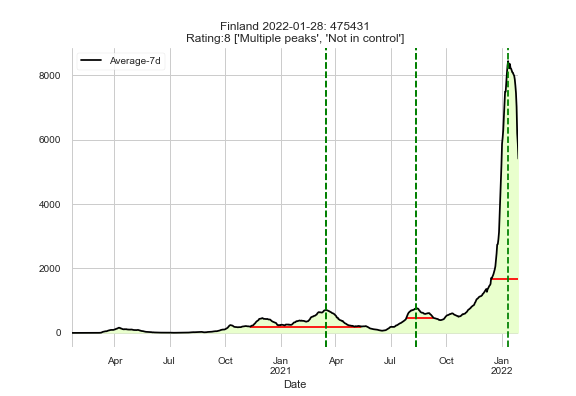 Finland 2022-01-28: 475431
Rating:8 ['Multiple peaks', 'Not in control']
Average-7d
8000
6000
4000
2000
0
Apr Jul Oct Jan Apr Jul Oct Jan
2021 2022
Date